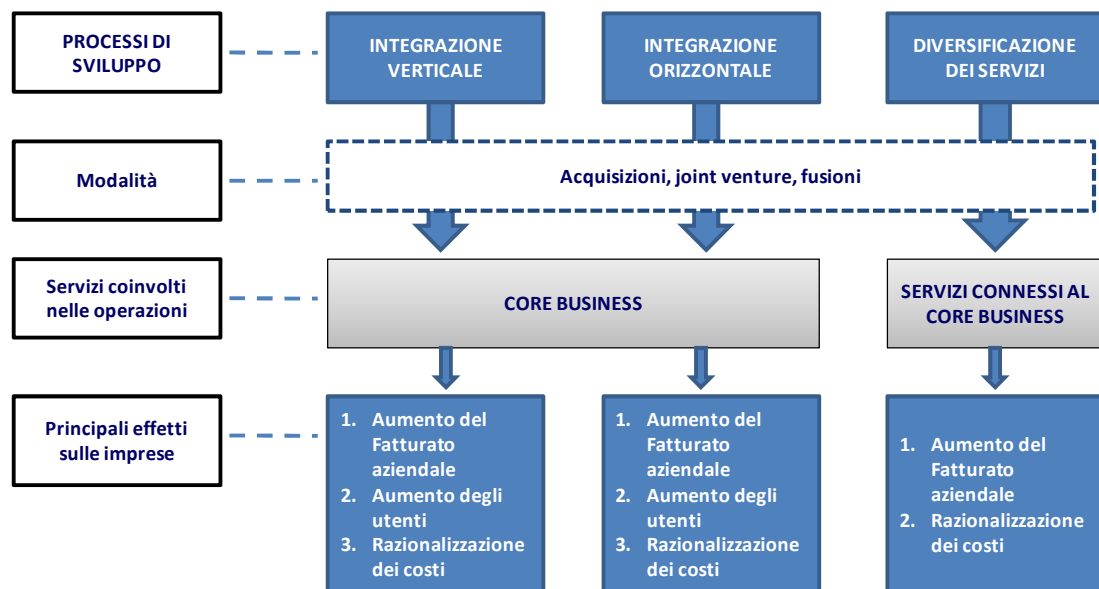 PROCESSI DI
SVILUPPO
INTEGRAZIONE
VERTICALE
INTEGRAZIONE
ORIZZONTALE
DIVERSIFICAZIONE
DEI SERVIZI
Modalità
Acquisizioni, joint venture, fusioni
Servizi coinvolti
nelle operazioni
CORE BUSINESS
SERVIZI CONNESSI AL
CORE BUSINESS
Principali effetti
sulle imprese
1. Aumento del
Fatturato
aziendale
2. Aumento degli
utenti
3. Razionalizzazione
dei costi
1. Aumento del
Fatturato
aziendale
2. Aumento degli
utenti
3. Razionalizzazione
dei costi
1. Aumento del
Fatturato
aziendale
2. Razionalizzazione
dei costi